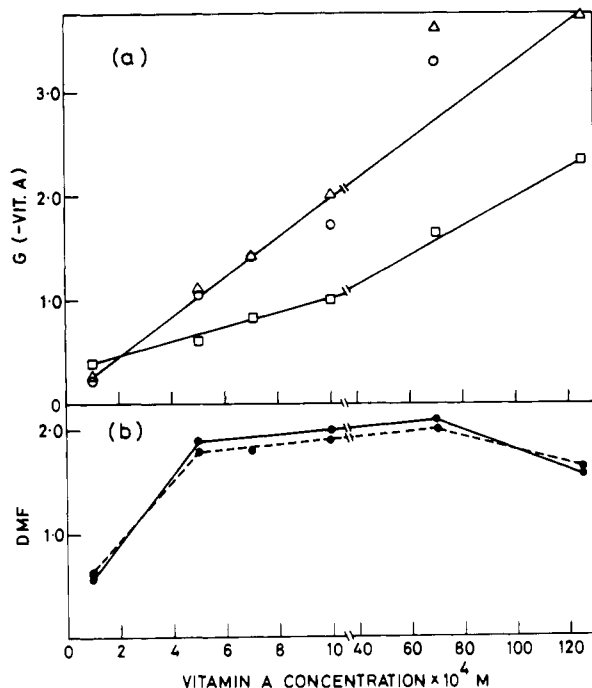 (a)
3·0
2·0
1·0
0
G (-VIT. A)
(b)
2·0
1·0
DMF
0 2 4 6 8 10 40 60 80 100 120
VITAMIN A CONCENTRATION × 10⁴ M